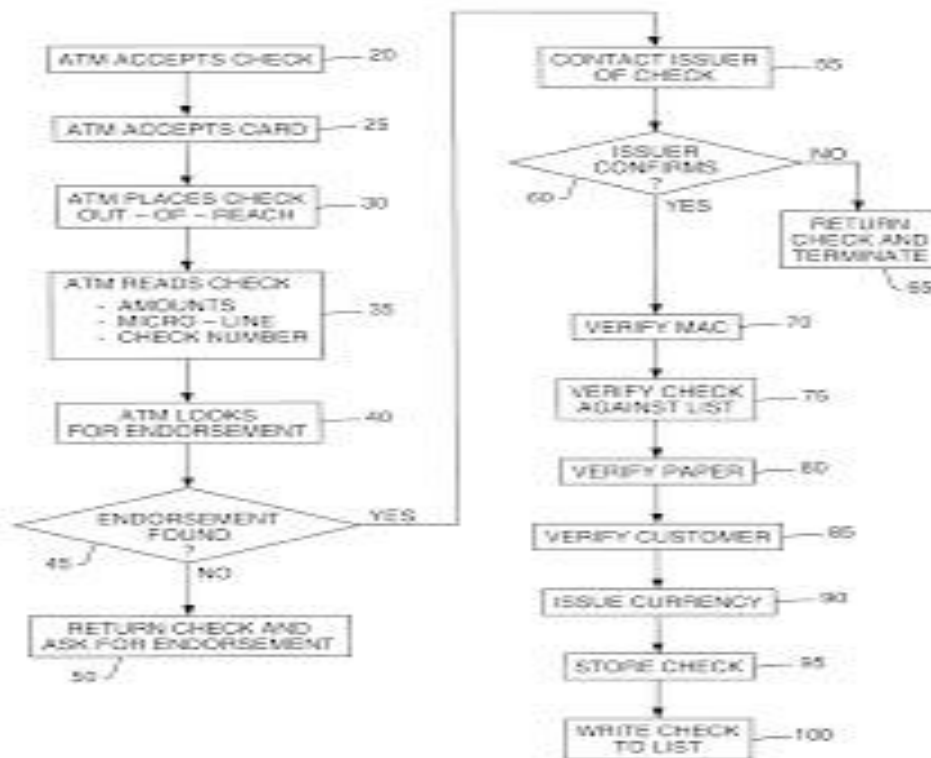 ATM ACCEPTS CHECK
20
ATM ACCEPTS CARD
25
ATM PLACES CHECK
OUT - OF - REACH
30
ATM READS CHECK
- AMOUNTS
- MICRO - LINE
- CHECK NUMBER
35
ATM LOOKS
FOR ENDORSEMENT
40
ENDORSEMENT
FOUND
?
45
YES
NO
RETURN CHECK AND
ASK FOR ENDORSEMENT
50
CONTACT ISSUER
OF CHECK
55
ISSUER
CONFIRMS
?
60
NO
YES
RETURN
CHECK AND
TERMINATE
65
VERIFY MAC
70
VERIFY CHECK
AGAINST LIST
75
VERIFY PAPER
80
VERIFY CUSTOMER
85
ISSUE CURRENCY
90
STORE CHECK
95
WRITE CHECK
TO LIST
100